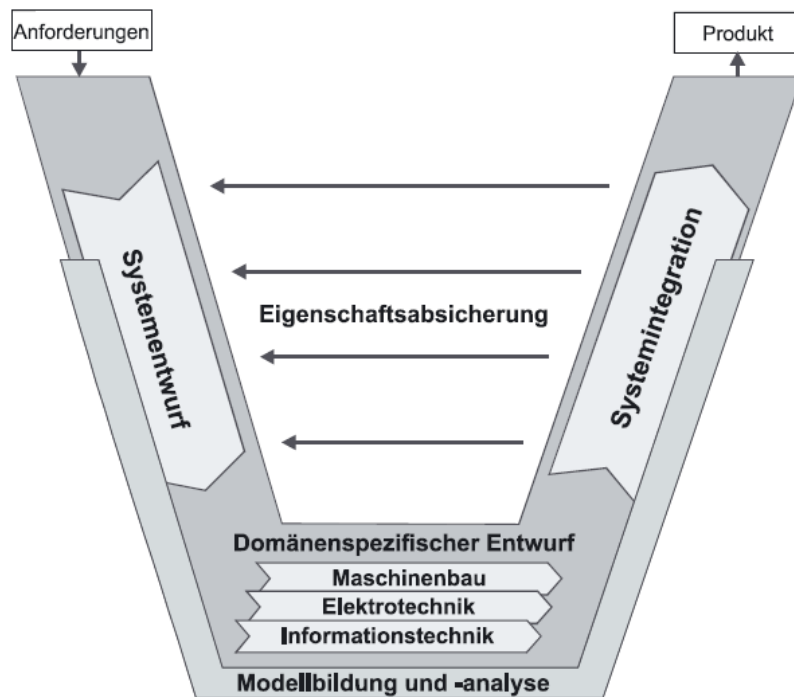 Anforderungen
Produkt
Systementwurf
Eigenschaftsabsicherung
Systemintegration
Domänenspezifischer Entwurf
Maschinenbau
Elektrotechnik
Informationstechnik
Modellbildung und -analyse